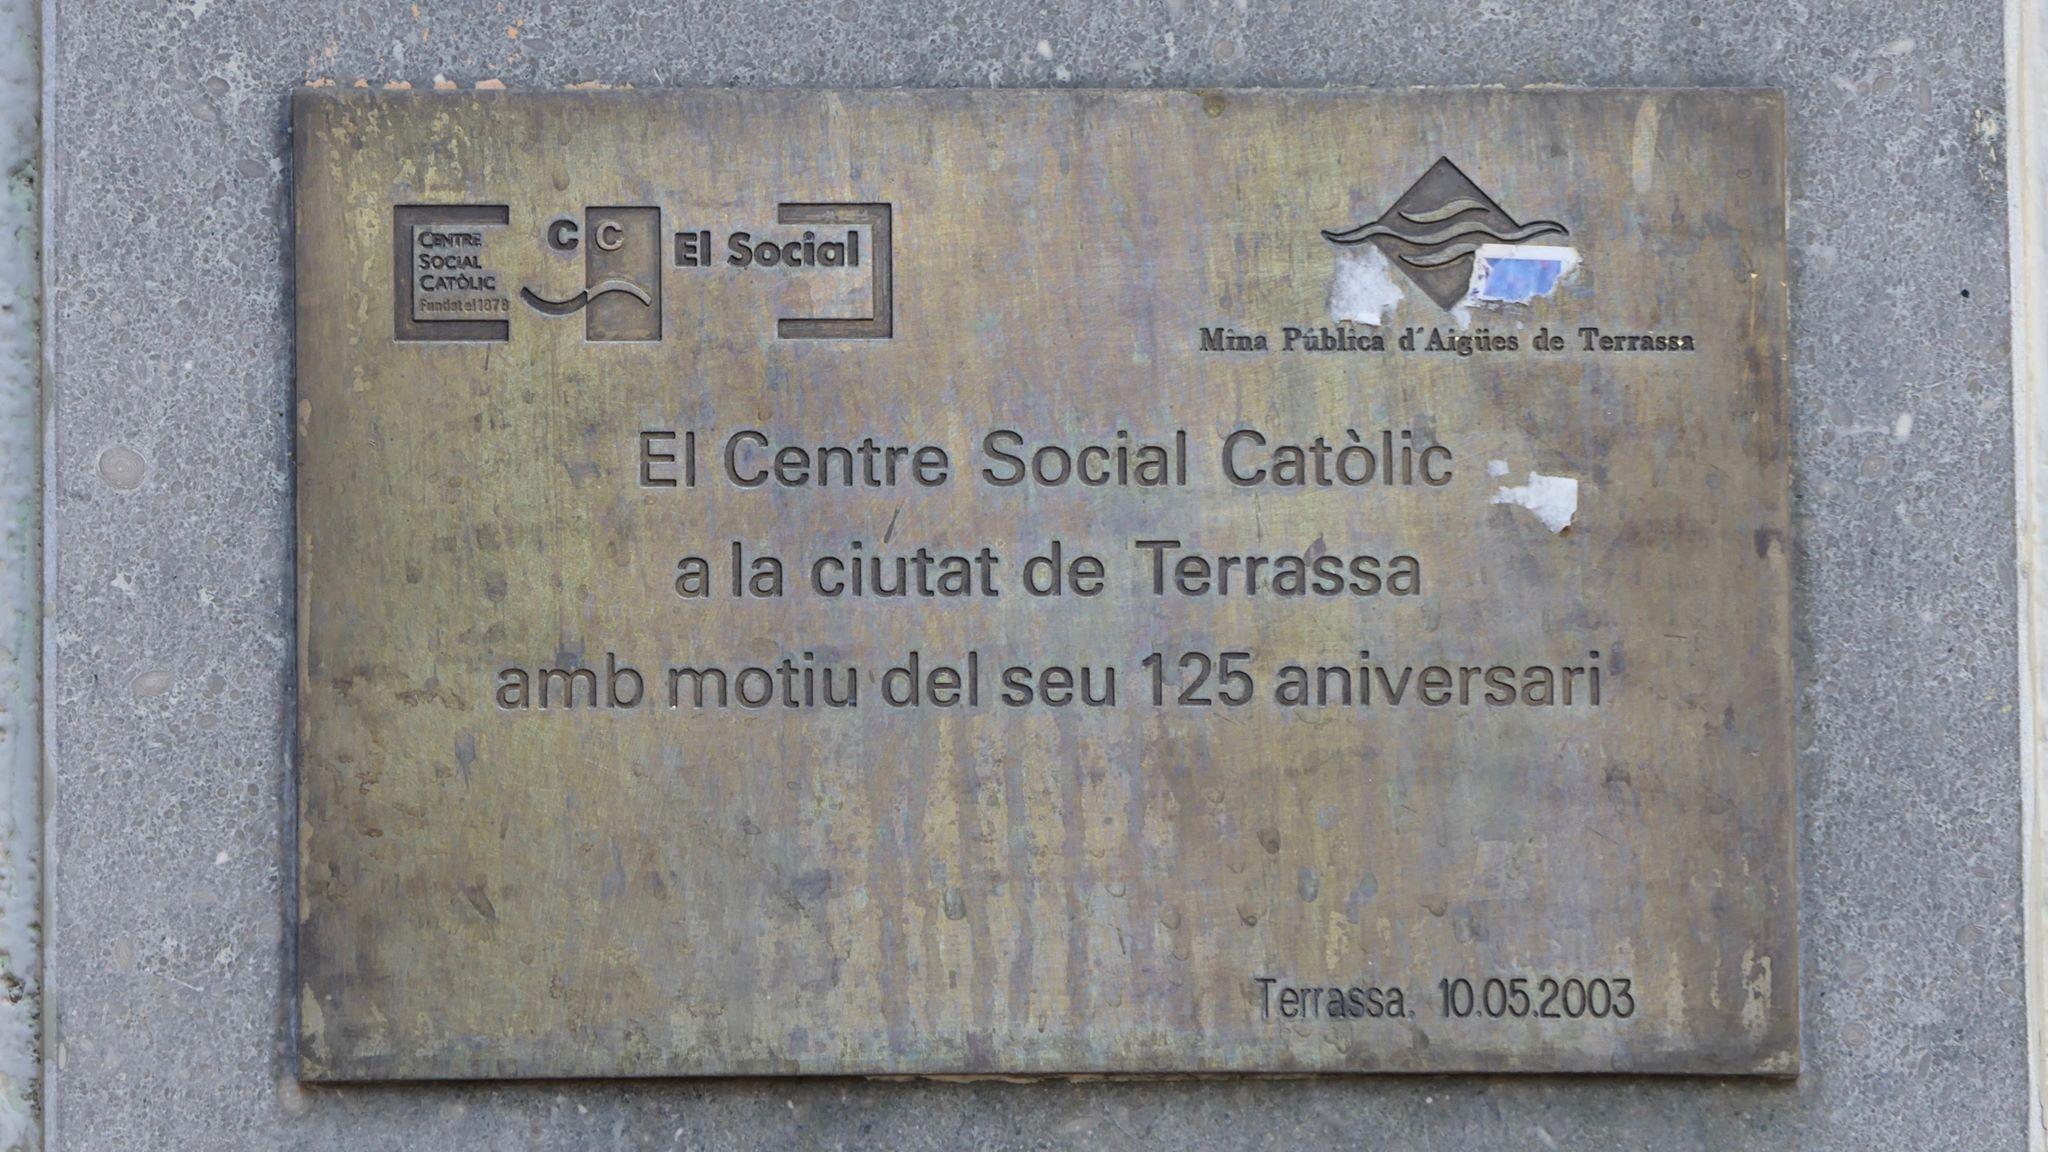 CENTRE
SOCIAL
CATÒLIC
Fundat el 1878
C C
El Social
Mina Pública d´Aigües de Terrassa
El Centre Social Catòlic
a la ciutat de Terrassa
amb motiu del seu 125 aniversari
Terrassa. 10.05.2003